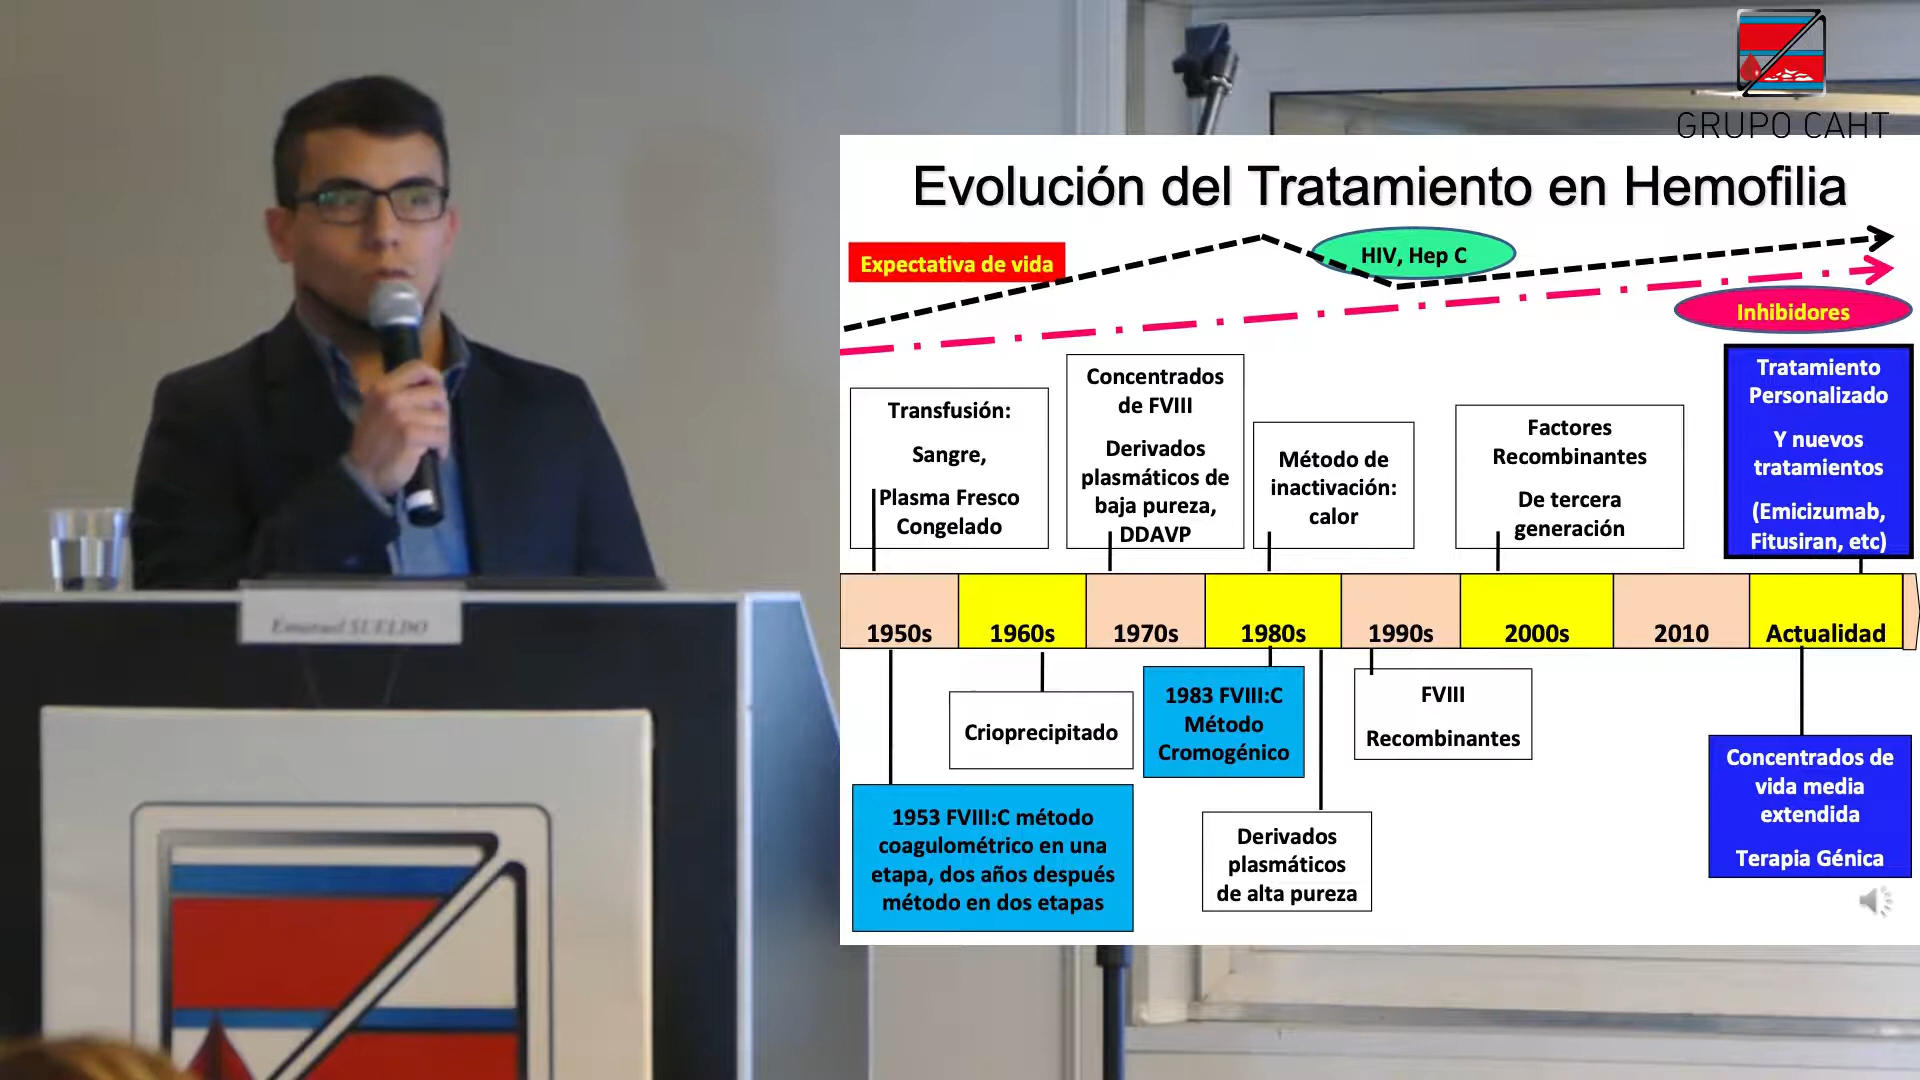 GRUPO CAHT
Evolución del Tratamiento en Hemofilia
Expectativa de vida
HIV, Hep C
Inhibidores
Transfusión:
Sangre,
Plasma Fresco
Congelado
Concentrados
de FVIII
Derivados
plasmáticos de
baja pureza,
DDAVP
Método de
inactivación:
calor
Factores
Recombinantes
De tercera
generación
Tratamiento
Personalizado
Y nuevos
tratamientos
(Emicizumab,
Fitusiran, etc)
1950s
1960s
1970s
1980s
1990s
2000s
2010
Actualidad
1953 FVIII:C método
coagulométrico en una
etapa, dos años después
método en dos etapas
Crioprecipitado
1983 FVIII:C
Método
Cromogénico
Derivados
plasmáticos
de alta pureza
FVIII
Recombinantes
Concentrados de
vida media
extendida
Terapia Génica
Emanuel SUELDO